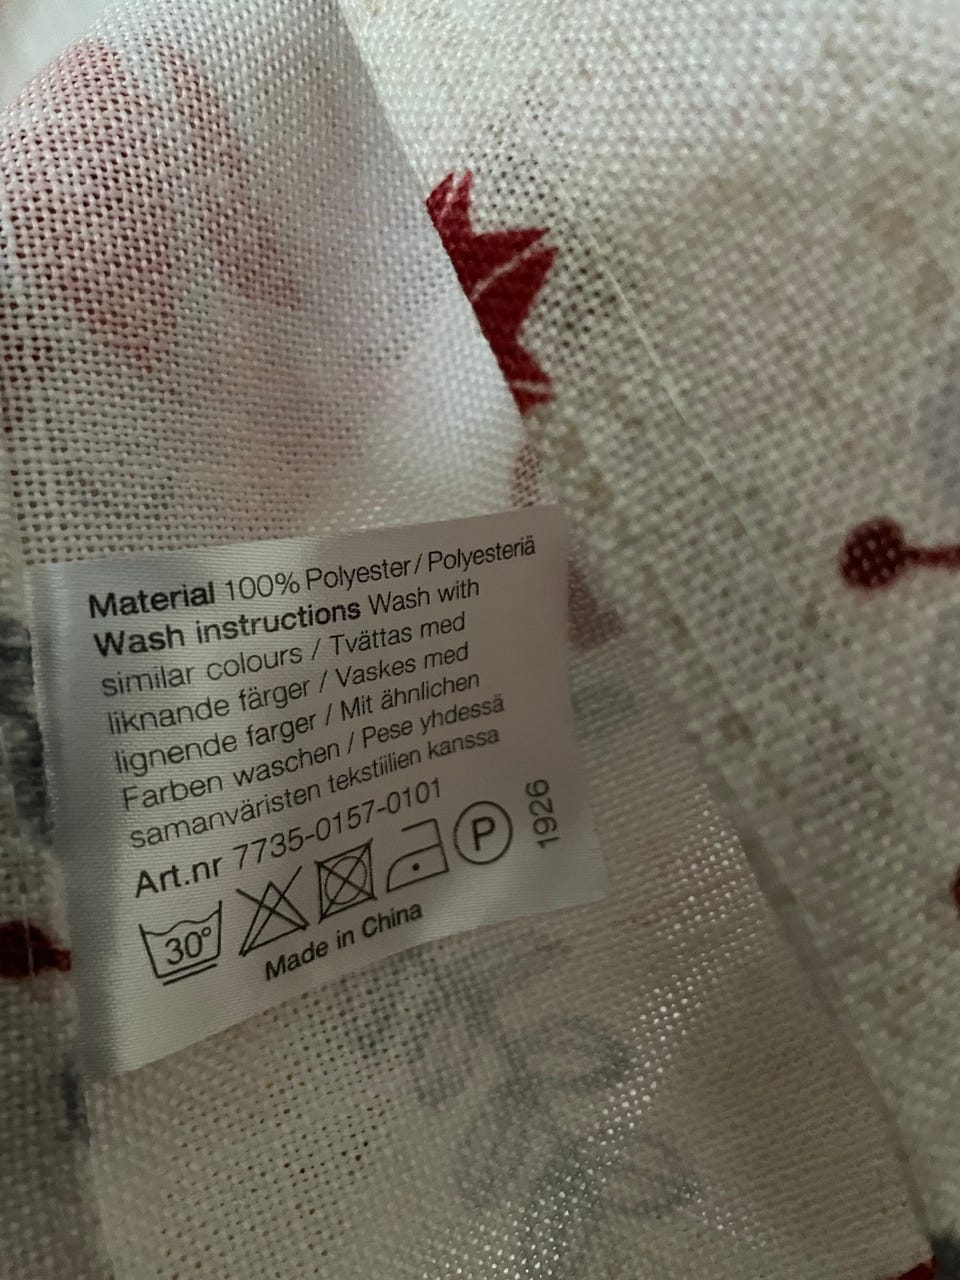 Material 100% Polyester / Polyesteriä
Wash instructions Wash with
similar colours / Tvättas med
liknande färger / Vaskes med
lignende farger / Mit ähnlichen
Farben waschen / Pese yhdessä
samanväristen tekstiilien kanssa
Art.nr 7735-0157-0101
30° P
1926
Made in China